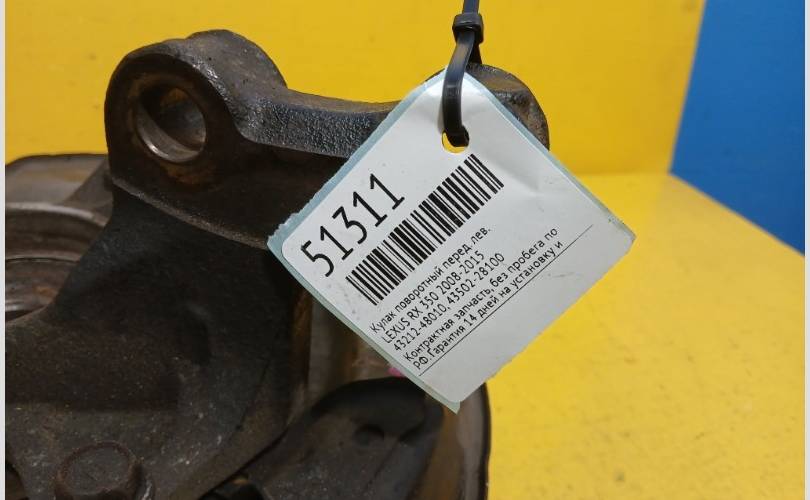 51311
Кулак поворотный перед.лев.
LEXUS RX 350 2008-2015
43212-48010,43502-28100
Контрактная запчасть, без пробега по
РФ.Гарантия 14 дней на установку и